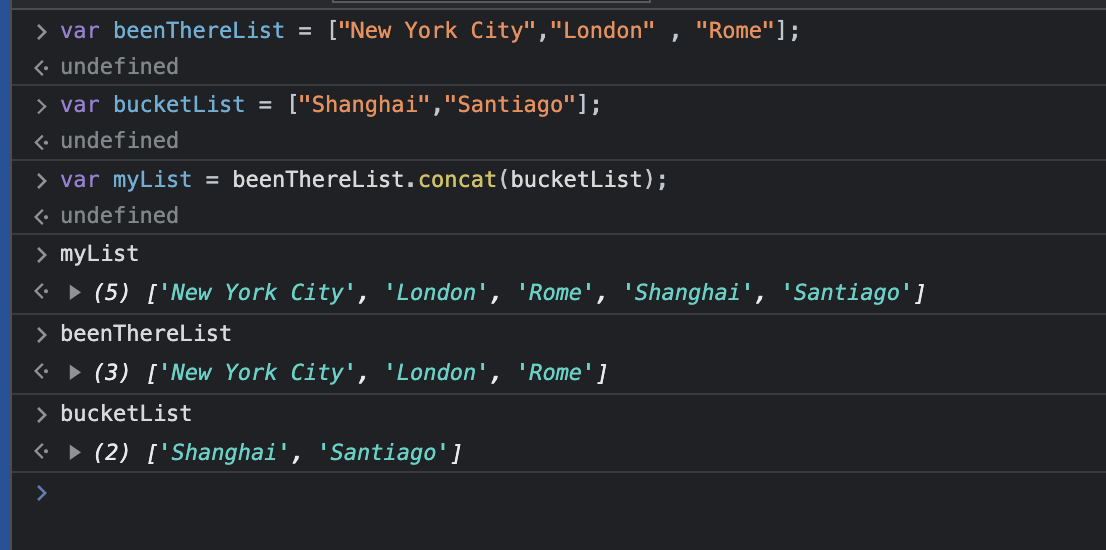 var beenThereList = ["New York City","London" , "Rome"];
undefined
var bucketList = ["Shanghai","Santiago"];
undefined
var myList = beenThereList.concat(bucketList);
undefined
myList
(5) ['New York City', 'London', 'Rome', 'Shanghai', 'Santiago']
beenThereList
(3) ['New York City', 'London', 'Rome']
bucketList
(2) ['Shanghai', 'Santiago']